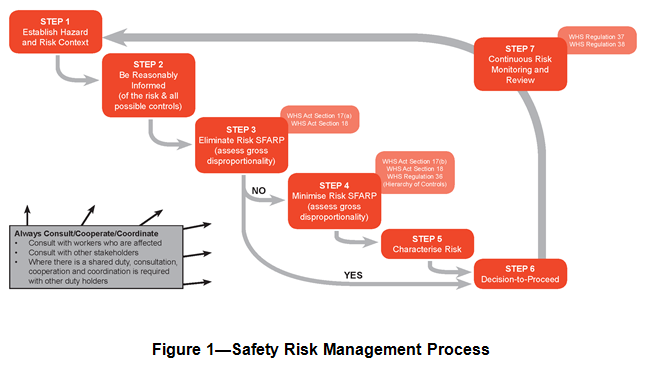 STEP 1
Establish Hazard
and Risk Context
STEP 2
Be Reasonably
Informed
(of the risk & all
possible controls)
WHS Act Section 17(a)
WHS Act Section 18
STEP 3
Eliminate Risk SFARP
(assess gross
disproportionality)
NO
WHS Act Section 17(b)
WHS Act Section 18
WHS Regulation 36
(Hierarchy of Controls)
STEP 4
Minimise Risk SFARP
(assess gross
disproportionality)
STEP 5
Characterise Risk
YES
STEP 6
Decision-to-Proceed
WHS Regulation 37
WHS Regulation 38
STEP 7
Continuous Risk
Monitoring and
Review
Always Consult/Cooperate/Coordinate
• Consult with workers who are affected
• Consult with other stakeholders
• Where there is a shared duty, consultation,
cooperation and coordination is required
with other duty holders
Figure 1—Safety Risk Management Process